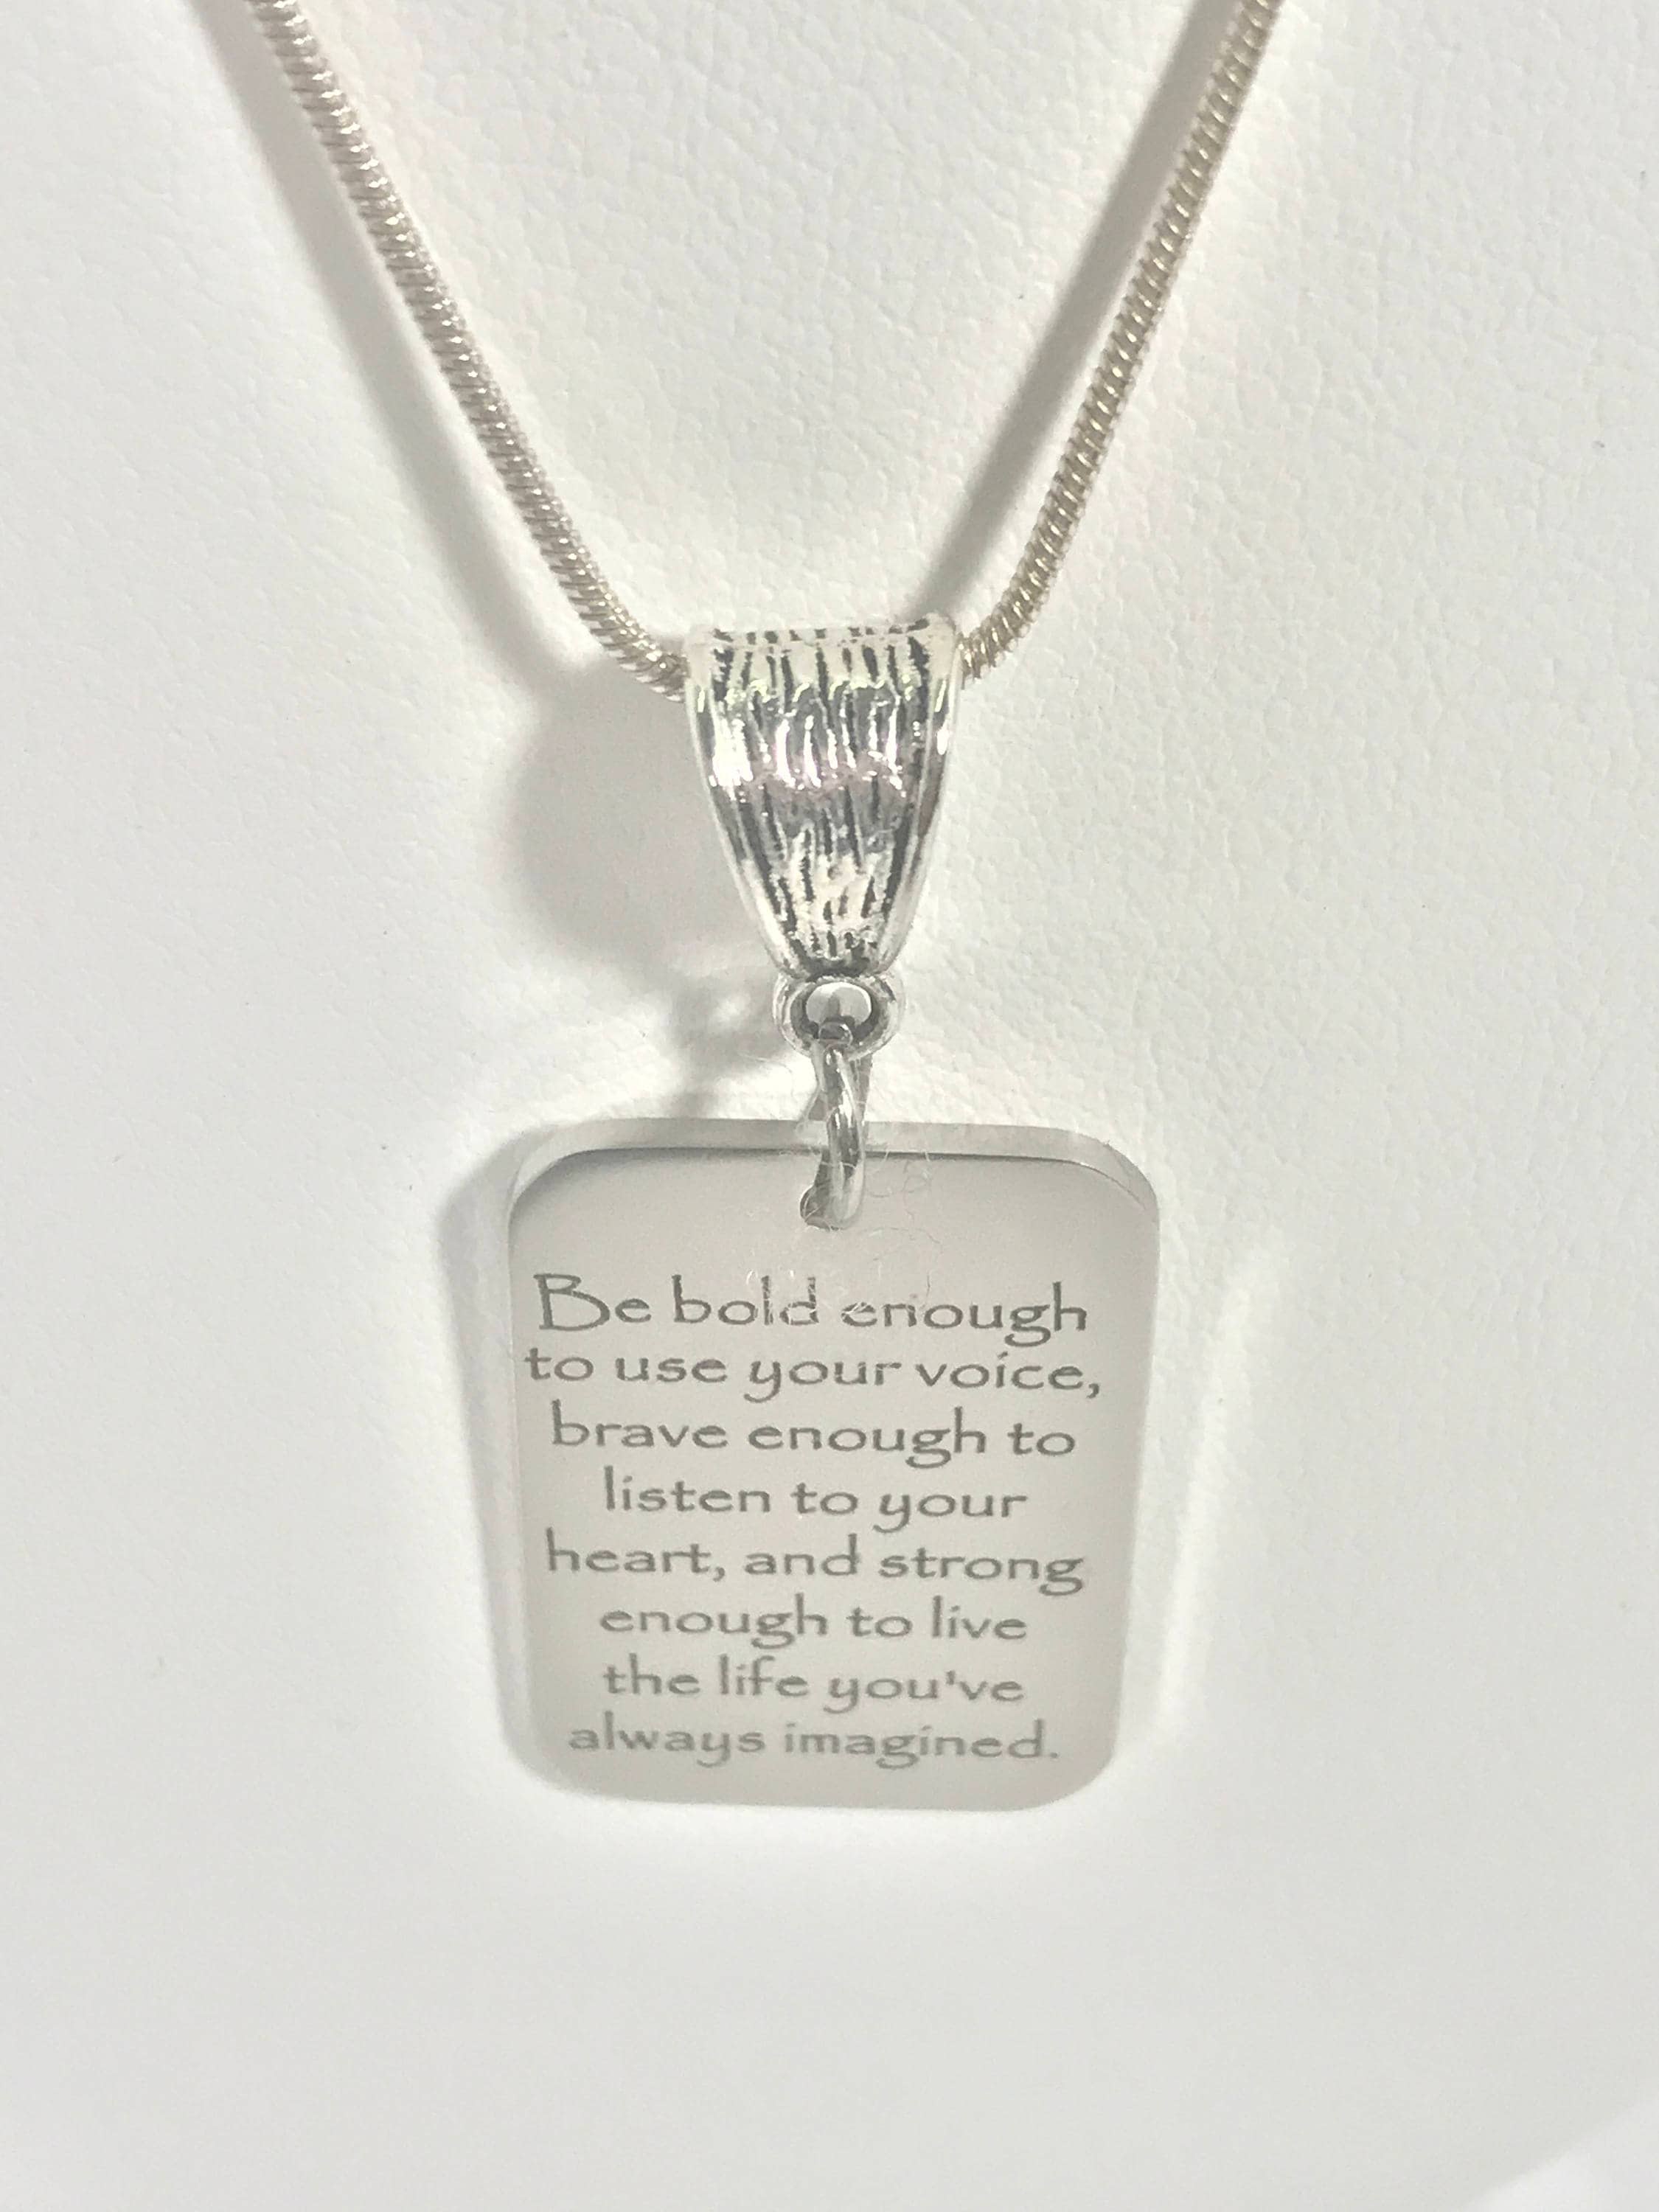 Be bold enough
to use your voice,
brave enough to
listen to your
heart, and strong
enough to live
the life you've
always imagined.